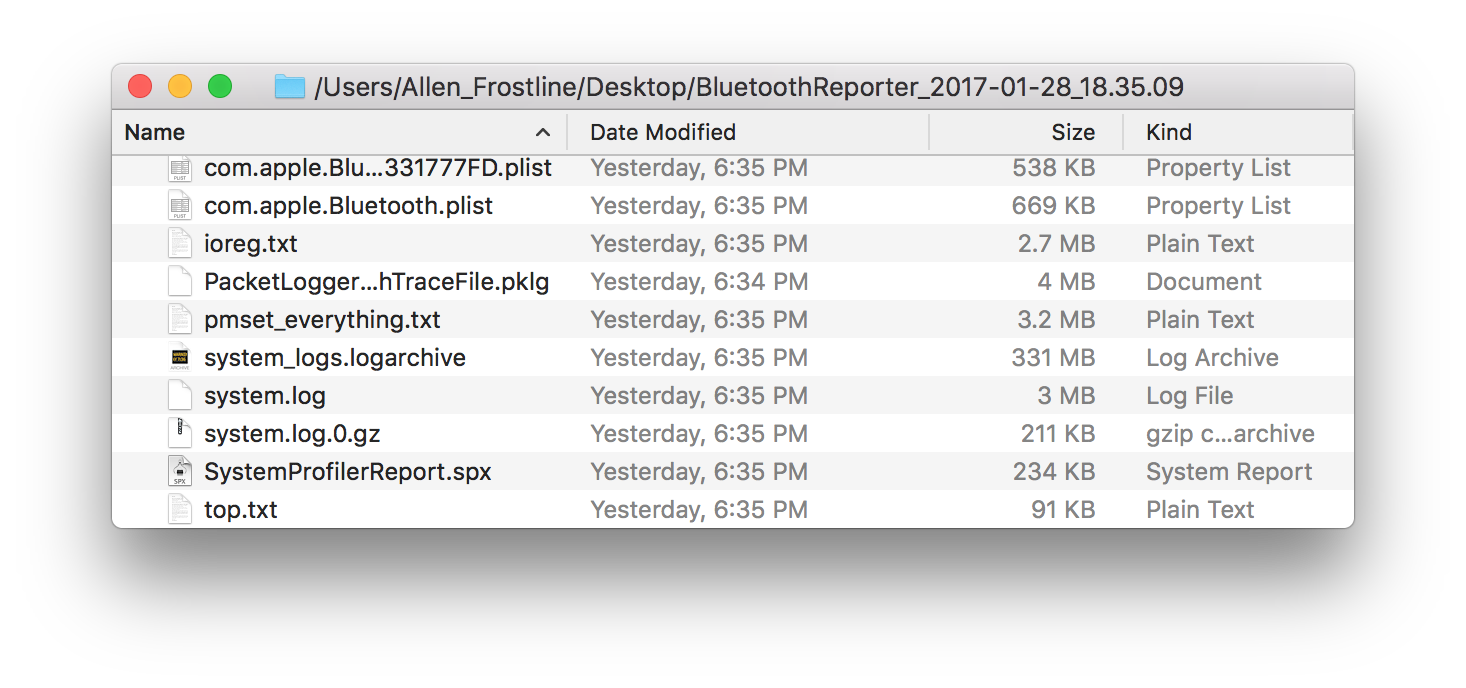 /Users/Allen_Frostline/Desktop/BluetoothReporter_2017-01-28_18.35.09
Name Date Modified Size Kind
com.apple.Blu...331777FD.plist Yesterday, 6:35 PM 538 KB Property List
com.apple.Bluetooth.plist Yesterday, 6:35 PM 669 KB Property List
ioreg.txt Yesterday, 6:35 PM 2.7 MB Plain Text
PacketLogger...hTraceFile.pklg Yesterday, 6:34 PM 4 MB Document
pmset_everything.txt Yesterday, 6:35 PM 3.2 MB Plain Text
system_logs.logarchive Yesterday, 6:35 PM 331 MB Log Archive
system.log Yesterday, 6:35 PM 3 MB Log File
system.log.0.gz Yesterday, 6:35 PM 211 KB gzip c...archive
SystemProfilerReport.spx Yesterday, 6:35 PM 234 KB System Report
top.txt Yesterday, 6:35 PM 91 KB Plain Text